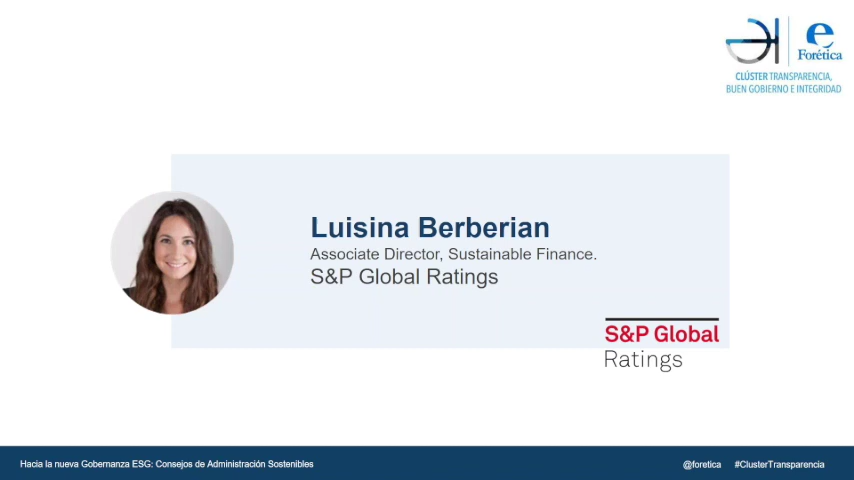 Forética
CLÚSTER TRANSPARENCIA,
BUEN GOBIERNO E INTEGRIDAD
Luisina Berberian
Associate Director, Sustainable Finance.
S&P Global Ratings
S&P Global
Ratings
Hacia la nueva Gobernanza ESG: Consejos de Administración Sostenibles
@foretica #ClusterTransparencia